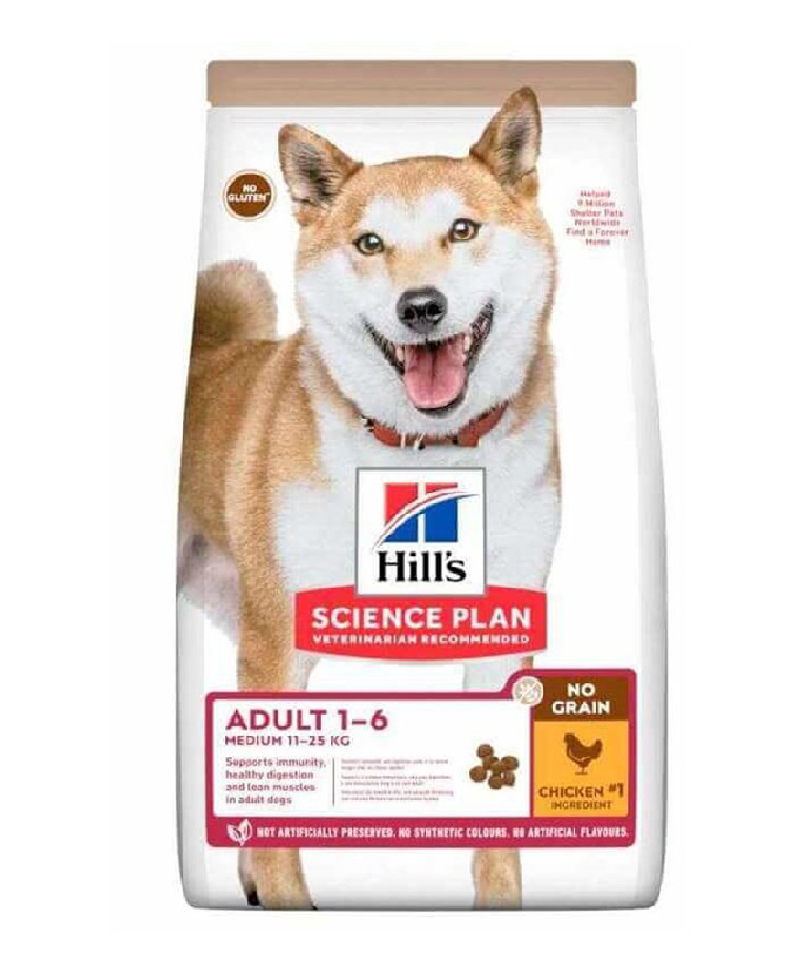 NO
GLUTEN
Helped
9 Million
Shelter Pets
Worldwide
Find a Forever
Home
Hill's
SCIENCE PLAN
VETERINARIAN RECOMMENDED
NO
GRAIN
ADULT 1–6
MEDIUM 11–25 KG
Supports immunity,
healthy digestion
and lean muscles
in adult dogs
CHICKEN #1
INGREDIENT
NOT ARTIFICIALLY PRESERVED. NO SYNTHETIC COLOURS. NO ARTIFICIAL FLAVOURS.